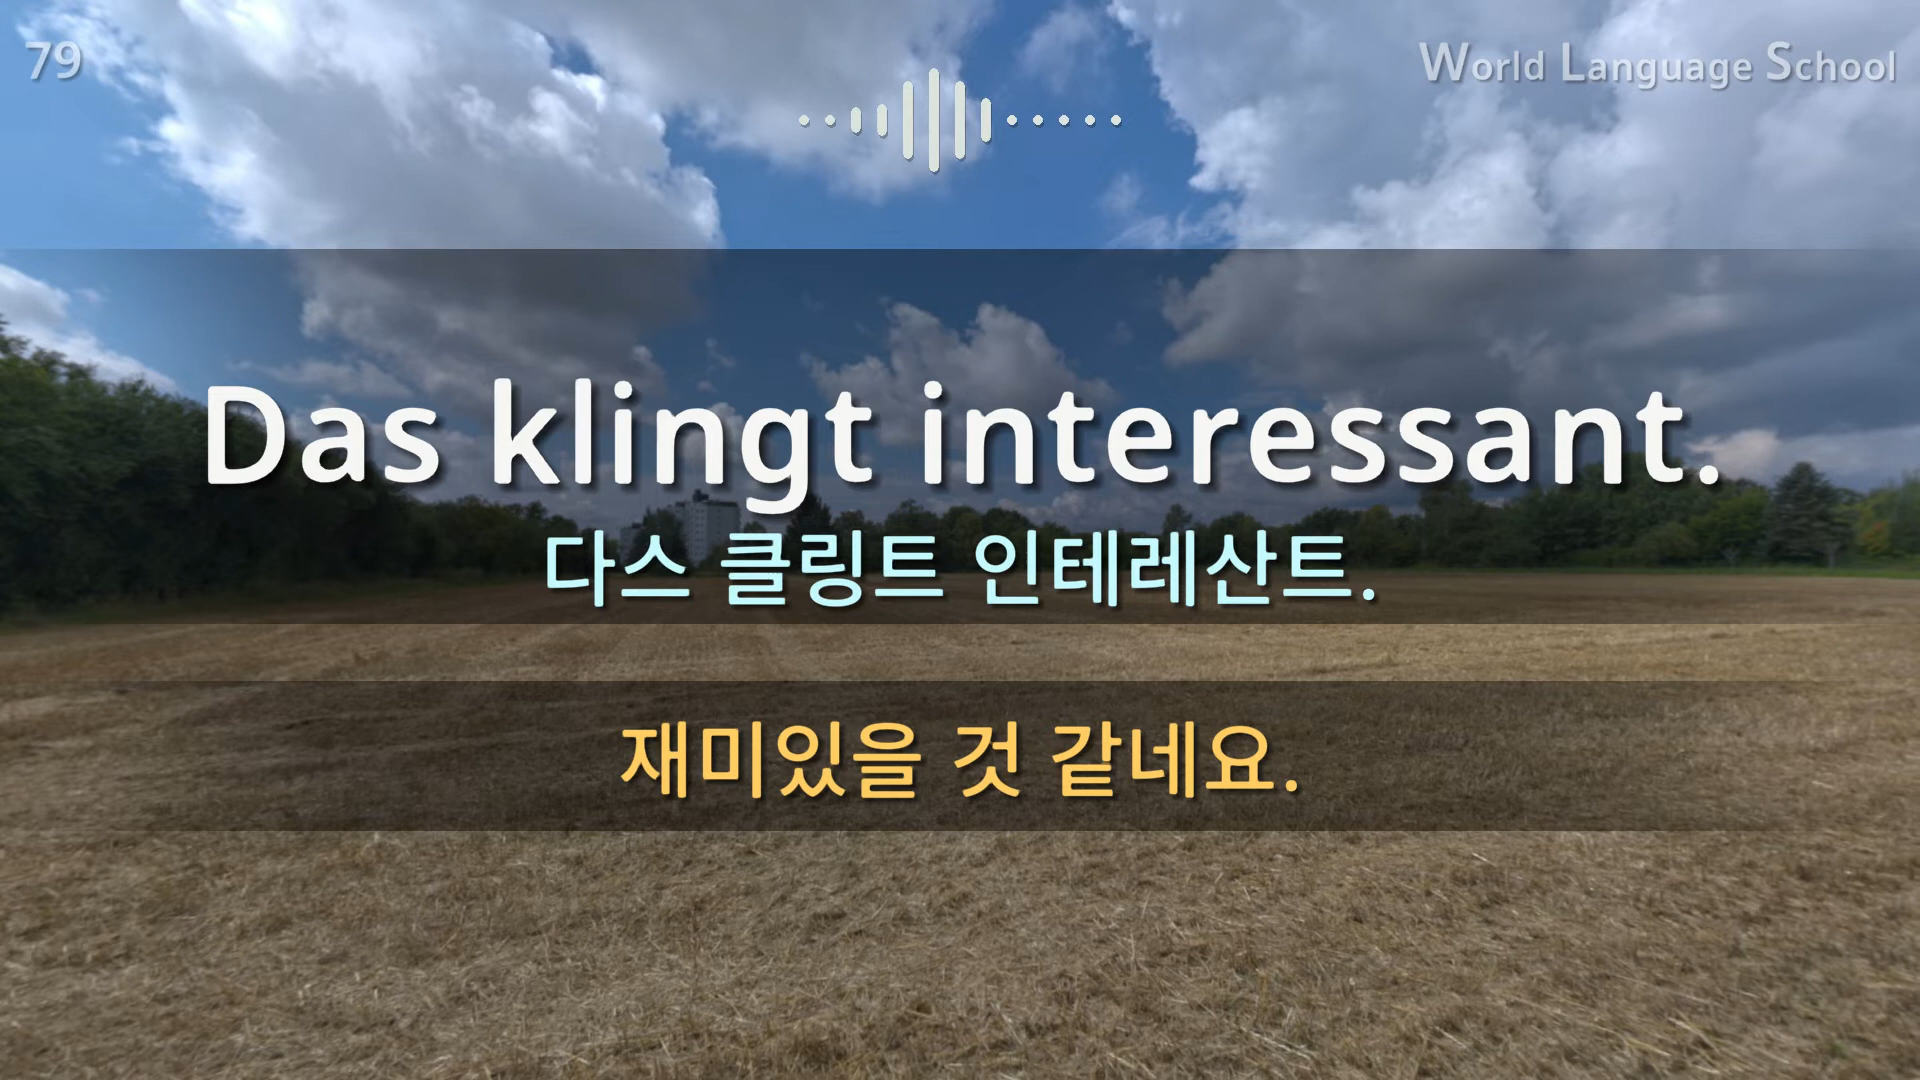 79
World Language School
Das klingt interessant.
다스 클링트 인테레산트.
재미있을 것 같네요.